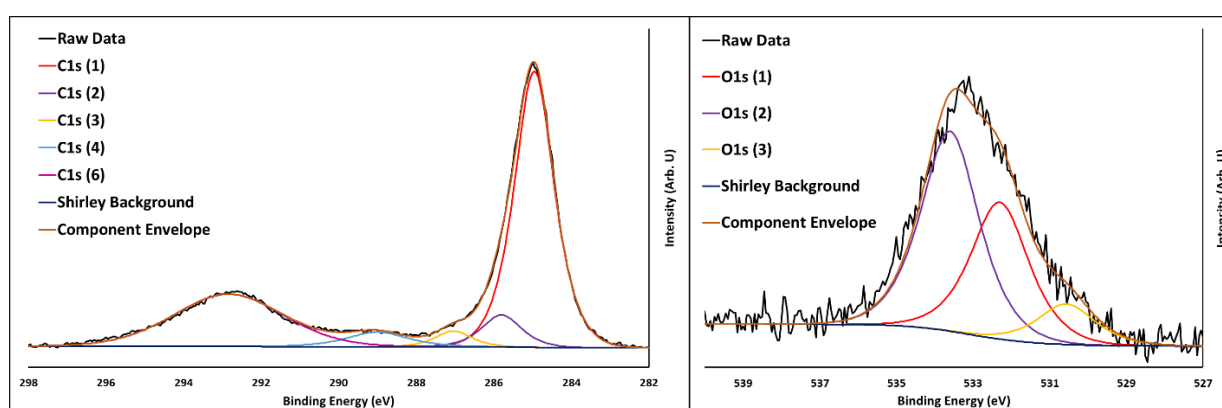 Raw Data
C1s (1)
C1s (2)
C1s (3)
C1s (4)
C1s (6)
Shirley Background
Component Envelope
Intensity (Arb. U)
298 296 294 292 290 288 286 284 282
Binding Energy (eV)
Raw Data
O1s (1)
O1s (2)
O1s (3)
Shirley Background
Component Envelope
Intensity (Arb. U)
539 537 535 533 531 529 527
Binding Energy (eV)